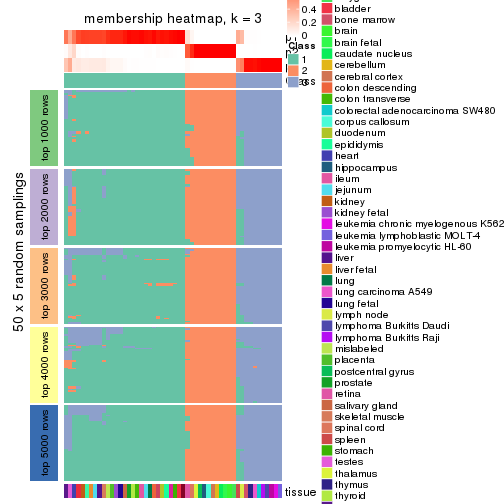 membership heatmap, k = 3
0.4
0.2
0
Class
1
2
50 x 5 random samplings
top 1000 rows
top 2000 rows
top 3000 rows
top 4000 rows
top 5000 rows
tissue
bladder
bone marrow
brain
brain fetal
caudate nucleus
cerebellum
cerebral cortex
colon descending
colon transverse
colorectal adenocarcinoma SW480
corpus callosum
duodenum
epididymis
heart
hippocampus
ileum
jejunum
kidney
kidney fetal
leukemia chronic myelogenous K562
leukemia lymphoblastic MOLT-4
leukemia promyelocytic HL-60
liver
liver fetal
lung
lung carcinoma A549
lung fetal
lymph node
lymphoma Burkitts Daudi
lymphoma Burkitts Raji
mislabeled
placenta
postcentral gyrus
prostate
retina
salivary gland
skeletal muscle
spinal cord
spleen
stomach
testes
thalamus
thymus
thyroid